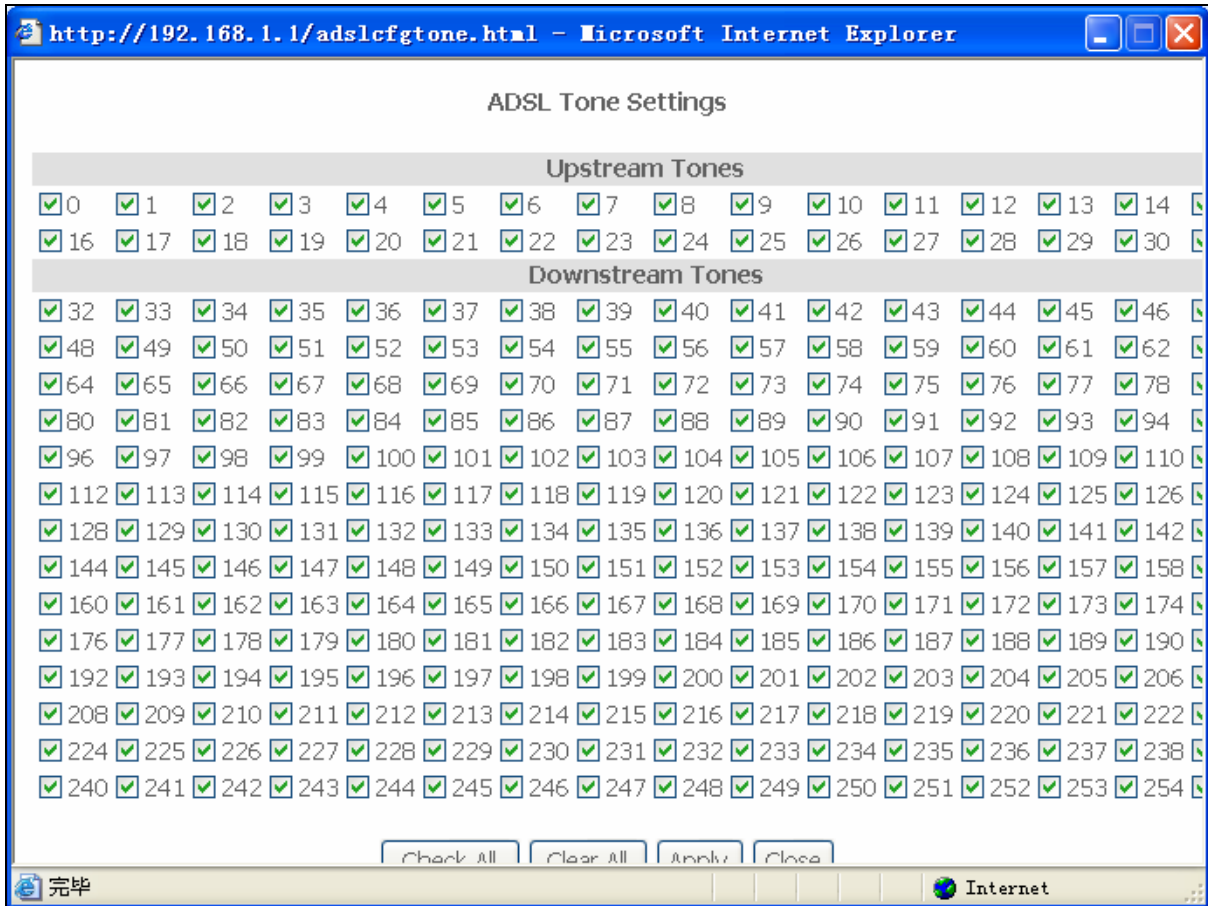 http://192.168.1.1/adslcfgtone.html - Microsoft Internet Explorer
ADSL Tone Settings
Upstream Tones
0 1 2 3 4 5 6 7 8 9 10 11 12 13 14
16 17 18 19 20 21 22 23 24 25 26 27 28 29 30
Downstream Tones
32 33 34 35 36 37 38 39 40 41 42 43 44 45 46
48 49 50 51 52 53 54 55 56 57 58 59 60 61 62
64 65 66 67 68 69 70 71 72 73 74 75 76 77 78
80 81 82 83 84 85 86 87 88 89 90 91 92 93 94
96 97 98 99 100 101 102 103 104 105 106 107 108 109 110
112 113 114 115 116 117 118 119 120 121 122 123 124 125 126
128 129 130 131 132 133 134 135 136 137 138 139 140 141 142
144 145 146 147 148 149 150 151 152 153 154 155 156 157 158
160 161 162 163 164 165 166 167 168 169 170 171 172 173 174
176 177 178 179 180 181 182 183 184 185 186 187 188 189 190
192 193 194 195 196 197 198 199 200 201 202 203 204 205 206
208 209 210 211 212 213 214 215 216 217 218 219 220 221 222
224 225 226 227 228 229 230 231 232 233 234 235 236 237 238
240 241 242 243 244 245 246 247 248 249 250 251 252 253 254
Check All Clear All Apply Close
完毕 Internet